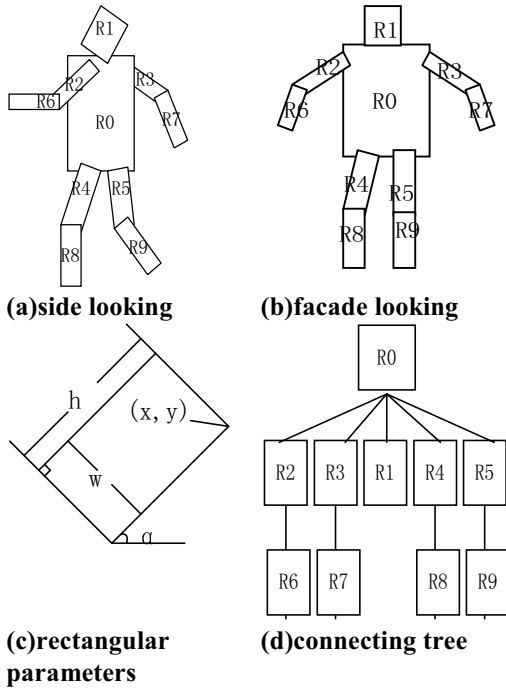 R1
R2
R3
R6
R0
R7
R4
R5
R8
R9
(a)side looking
R1
R2
R3
R6
R0
R7
R4
R5
R8
R9
(b)facade looking
h
(x, y)
w
α
(c)rectangular
parameters
R0
R2
R3
R1
R4
R5
R6
R7
R8
R9
(d)connecting tree